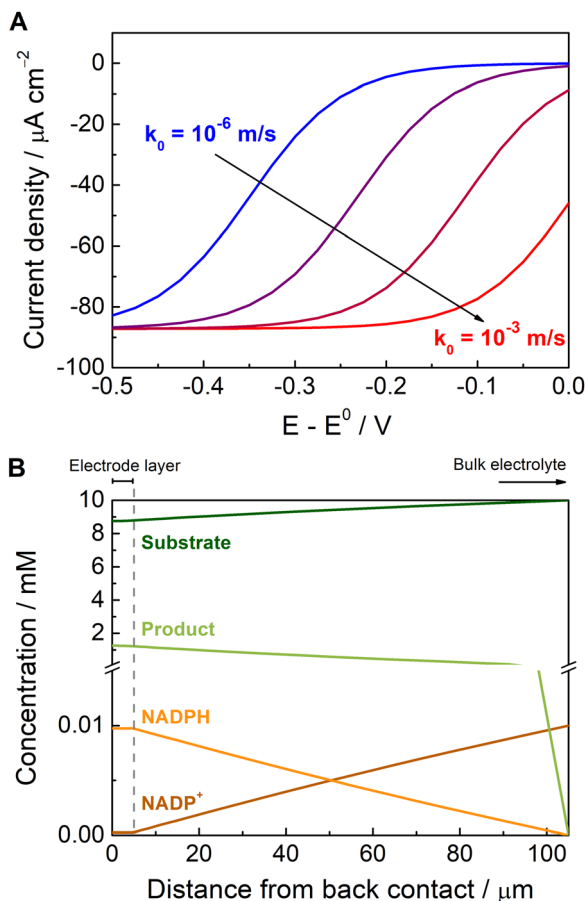 A
0
-20
-40
-60
-80
-100
Current density / μA cm⁻²
k₀ = 10⁻⁶ m/s
k₀ = 10⁻³ m/s
-0.5 -0.4 -0.3 -0.2 -0.1 0.0
E - E⁰ / V
B
Electrode layer
Bulk electrolyte
10
8
6
4
2
0.01
0.00
Concentration / mM
Substrate
Product
NADPH
NADP⁺
0 20 40 60 80 100
Distance from back contact / μm